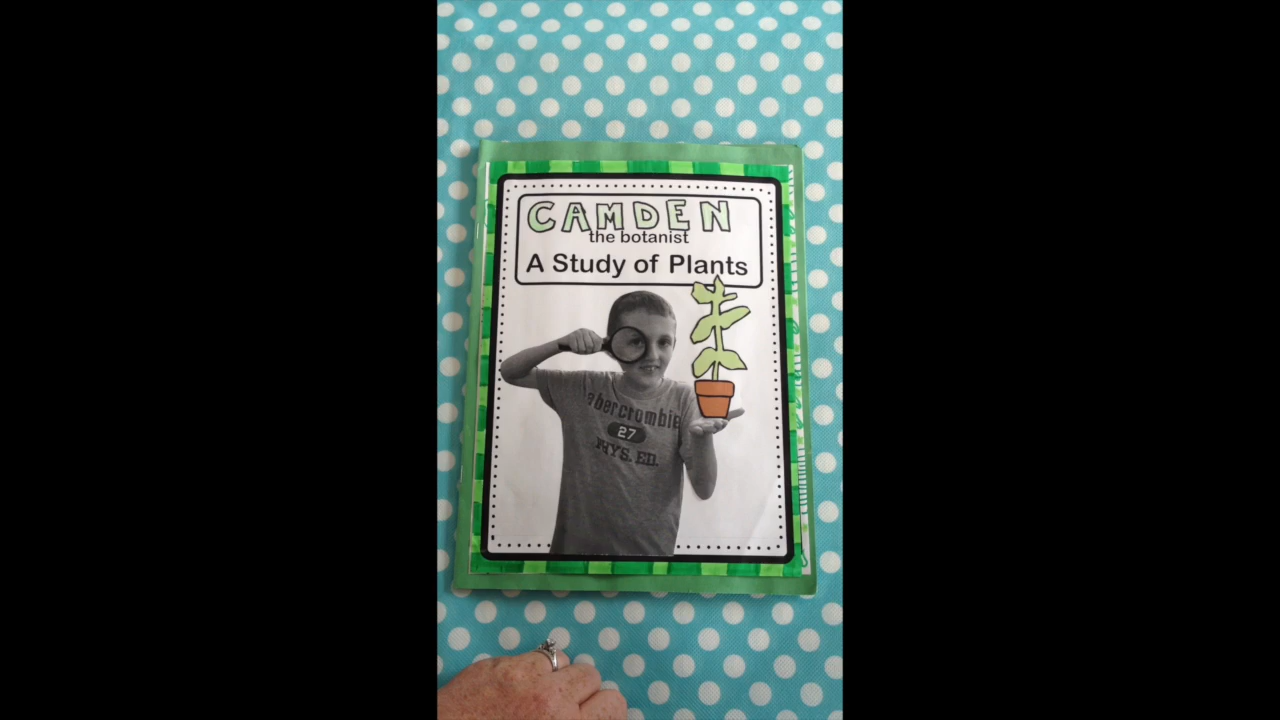 CAMDEN
the botanist
A Study of Plants
abercrombie
27
PHYS. ED.